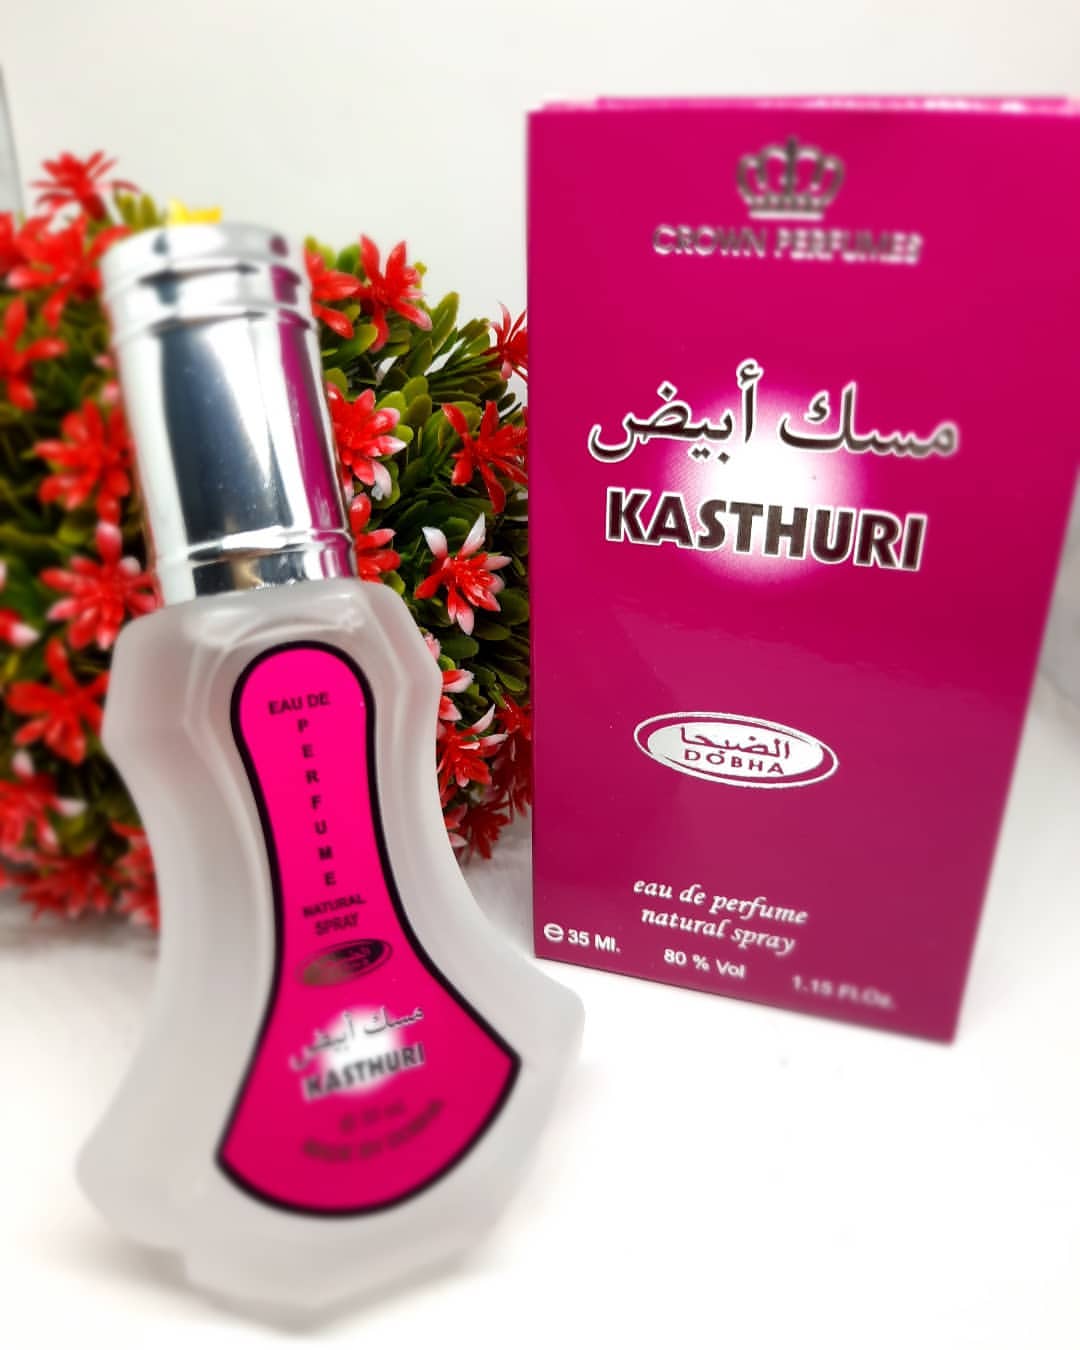 CROWN PERFUMES
مسك أبيض
KASTHURI
الضبحا
DOBHA
eau de perfume
natural spray
e 35 Ml.
80 % Vol
1.15 Fl.Oz.
EAU DE
PERFUME
NATURAL
SPRAY
مسك أبيض
KASTHURI